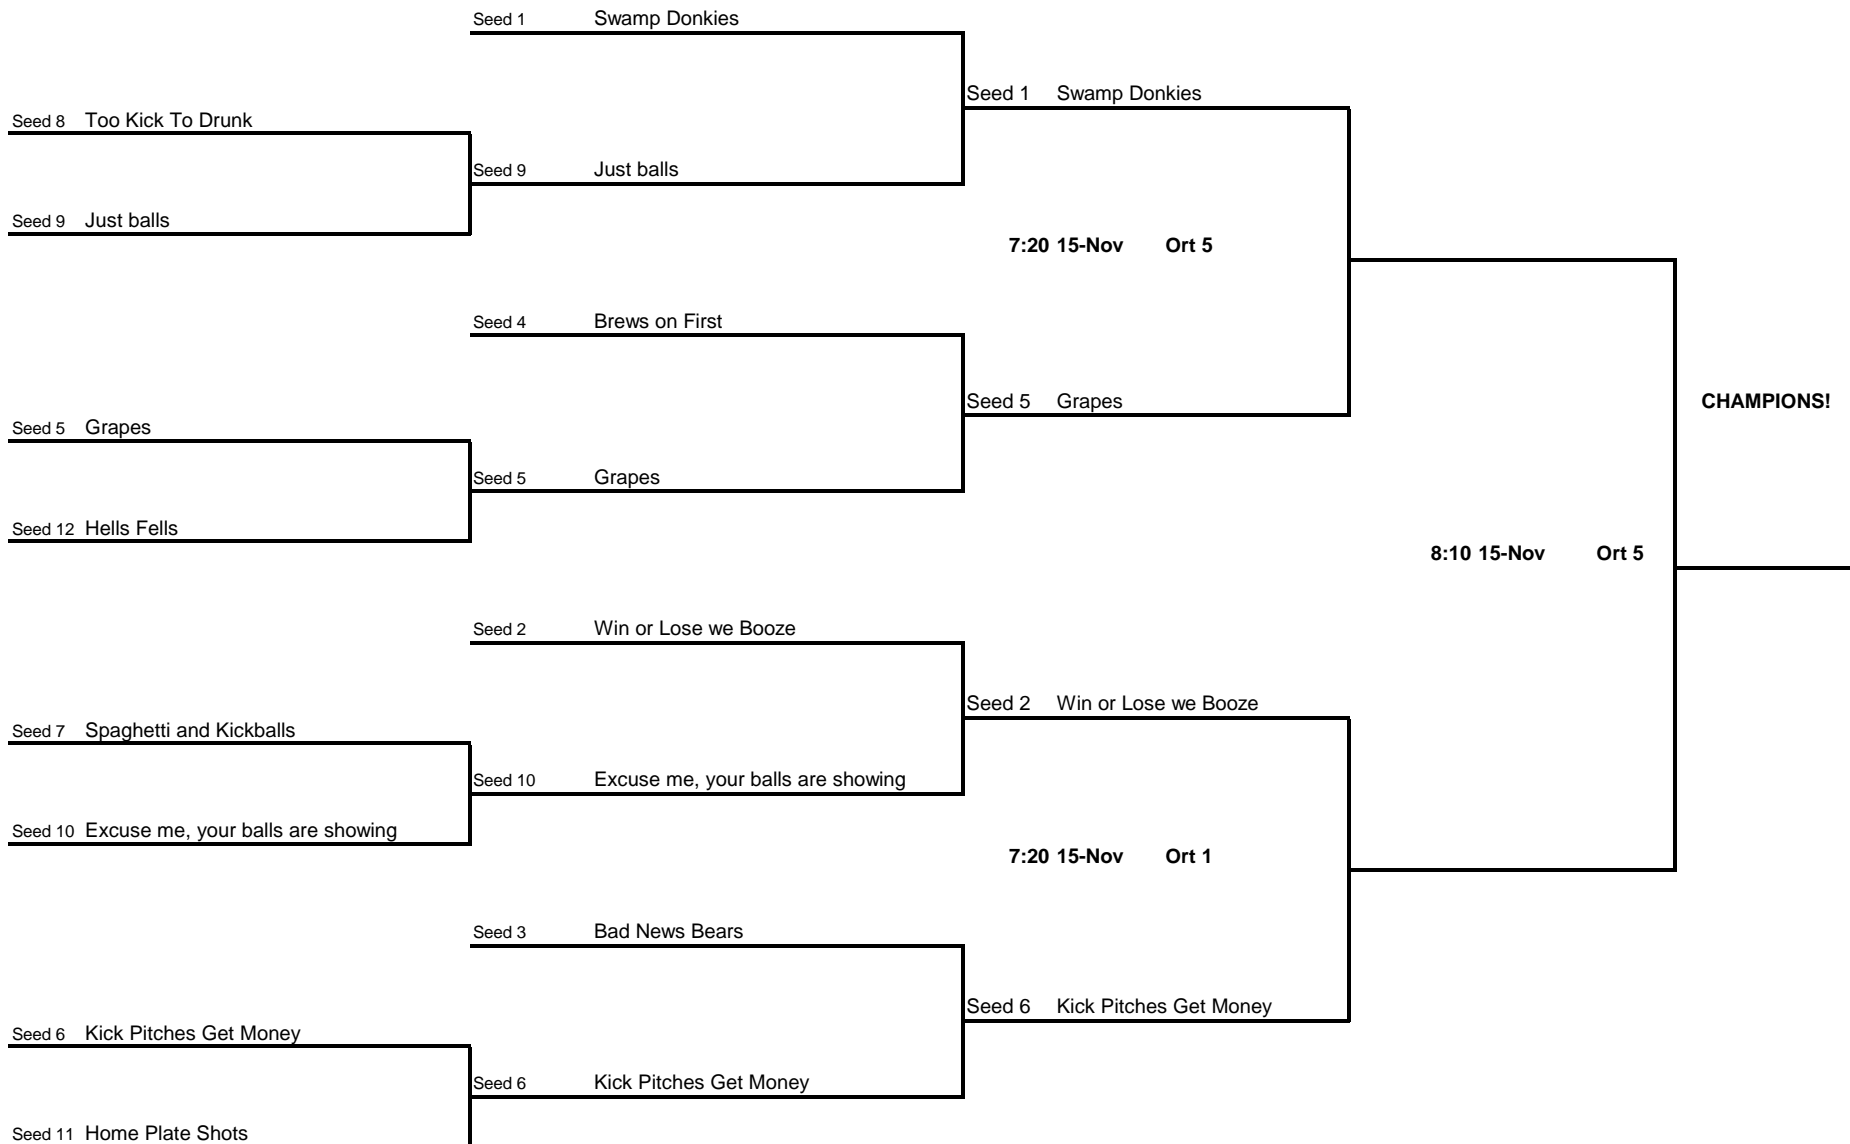 Seed 1 Swamp Donkies
Seed 1 Swamp Donkies
Seed 8 Too Kick To Drunk
Seed 9 Just balls
Seed 9 Just balls
7:20 15-Nov Ort 5
Seed 4 Brews on First
Seed 5 Grapes
CHAMPIONS!
Seed 5 Grapes
Seed 5 Grapes
Seed 12 Hells Fells
8:10 15-Nov Ort 5
Seed 2 Win or Lose we Booze
Seed 2 Win or Lose we Booze
Seed 7 Spaghetti and Kickballs
Seed 10 Excuse me, your balls are showing
Seed 10 Excuse me, your balls are showing
7:20 15-Nov Ort 1
Seed 3 Bad News Bears
Seed 6 Kick Pitches Get Money
Seed 6 Kick Pitches Get Money
Seed 6 Kick Pitches Get Money
Seed 11 Home Plate Shots